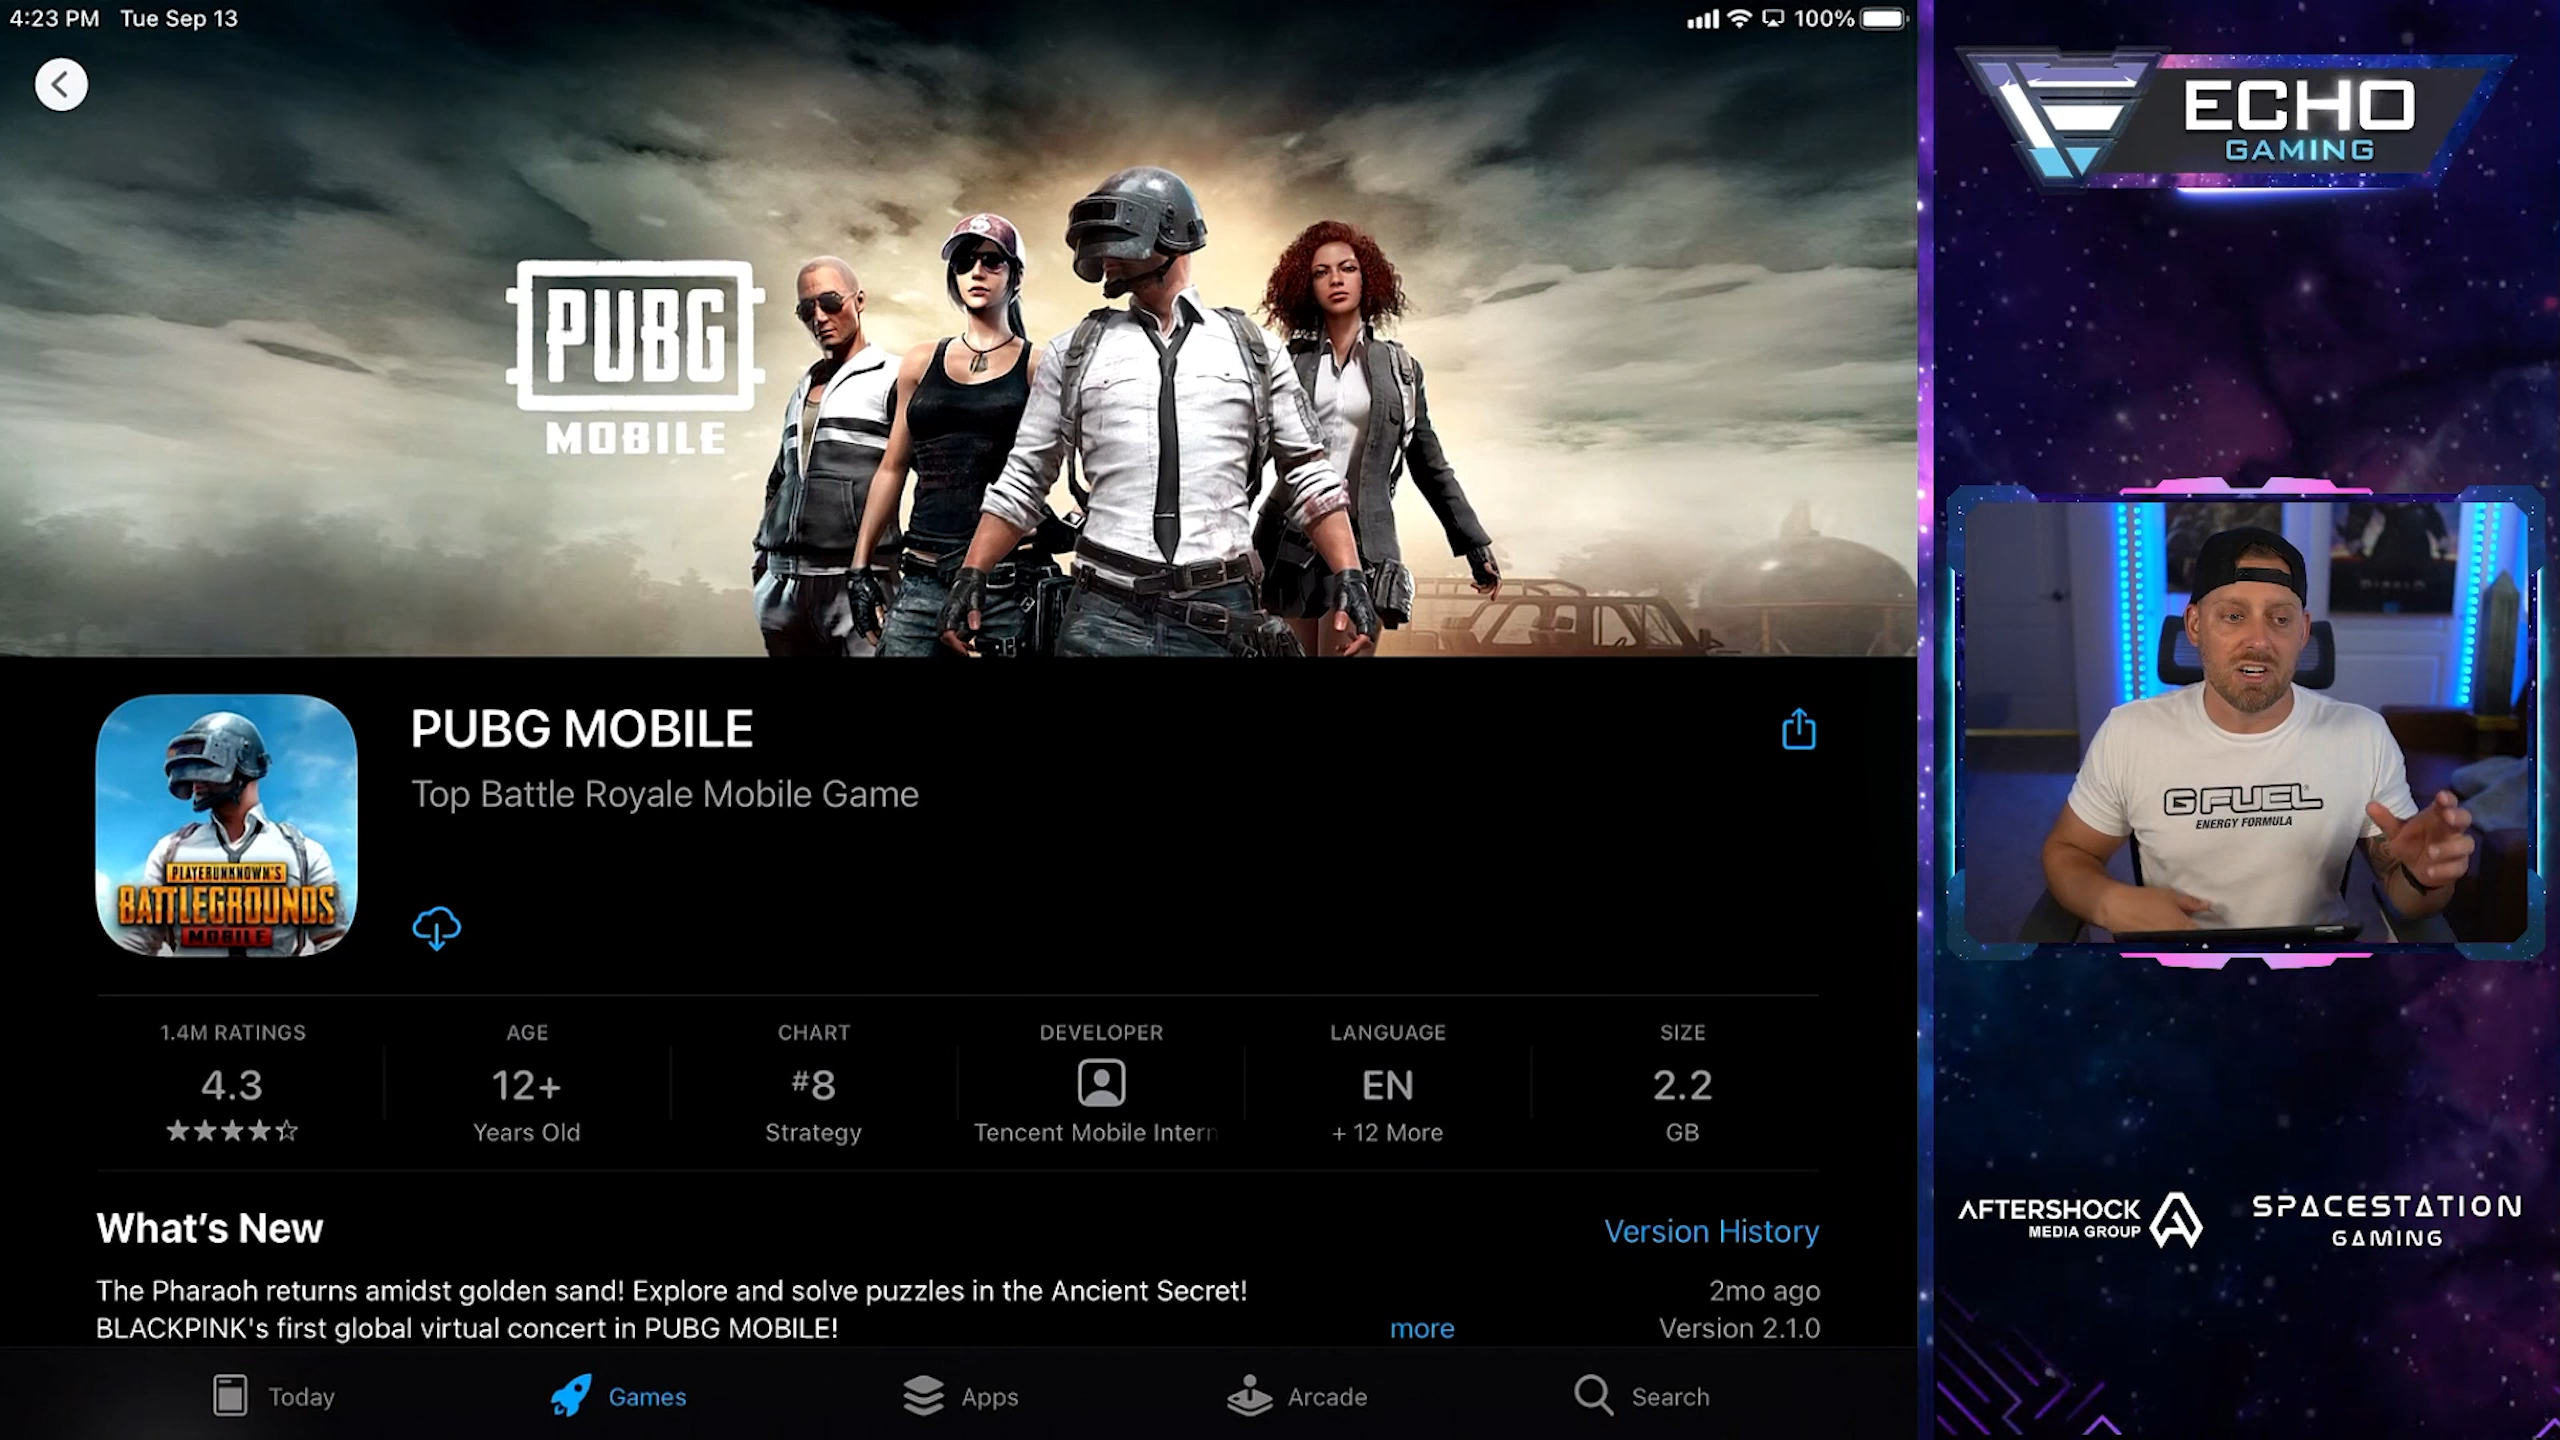 4:23 PM Tue Sep 13
100%
PUBG
MOBILE
PUBG MOBILE
Top Battle Royale Mobile Game
PLAYERUNKNOWN'S
BATTLEGROUNDS
MOBILE
1.4M RATINGS
4.3
AGE
12+
Years Old
CHART
#8
Strategy
DEVELOPER
Tencent Mobile Intern
LANGUAGE
EN
+ 12 More
SIZE
2.2
GB
What's New
Version History
The Pharaoh returns amidst golden sand! Explore and solve puzzles in the Ancient Secret!
2mo ago
BLACKPINK's first global virtual concert in PUBG MOBILE!
more
Version 2.1.0
Today
Games
Apps
Arcade
Search
ECHO
GAMING
DIABLO
G FUEL
ENERGY FORMULA
AFTERSHOCK
MEDIA GROUP
SPACESTATION
GAMING